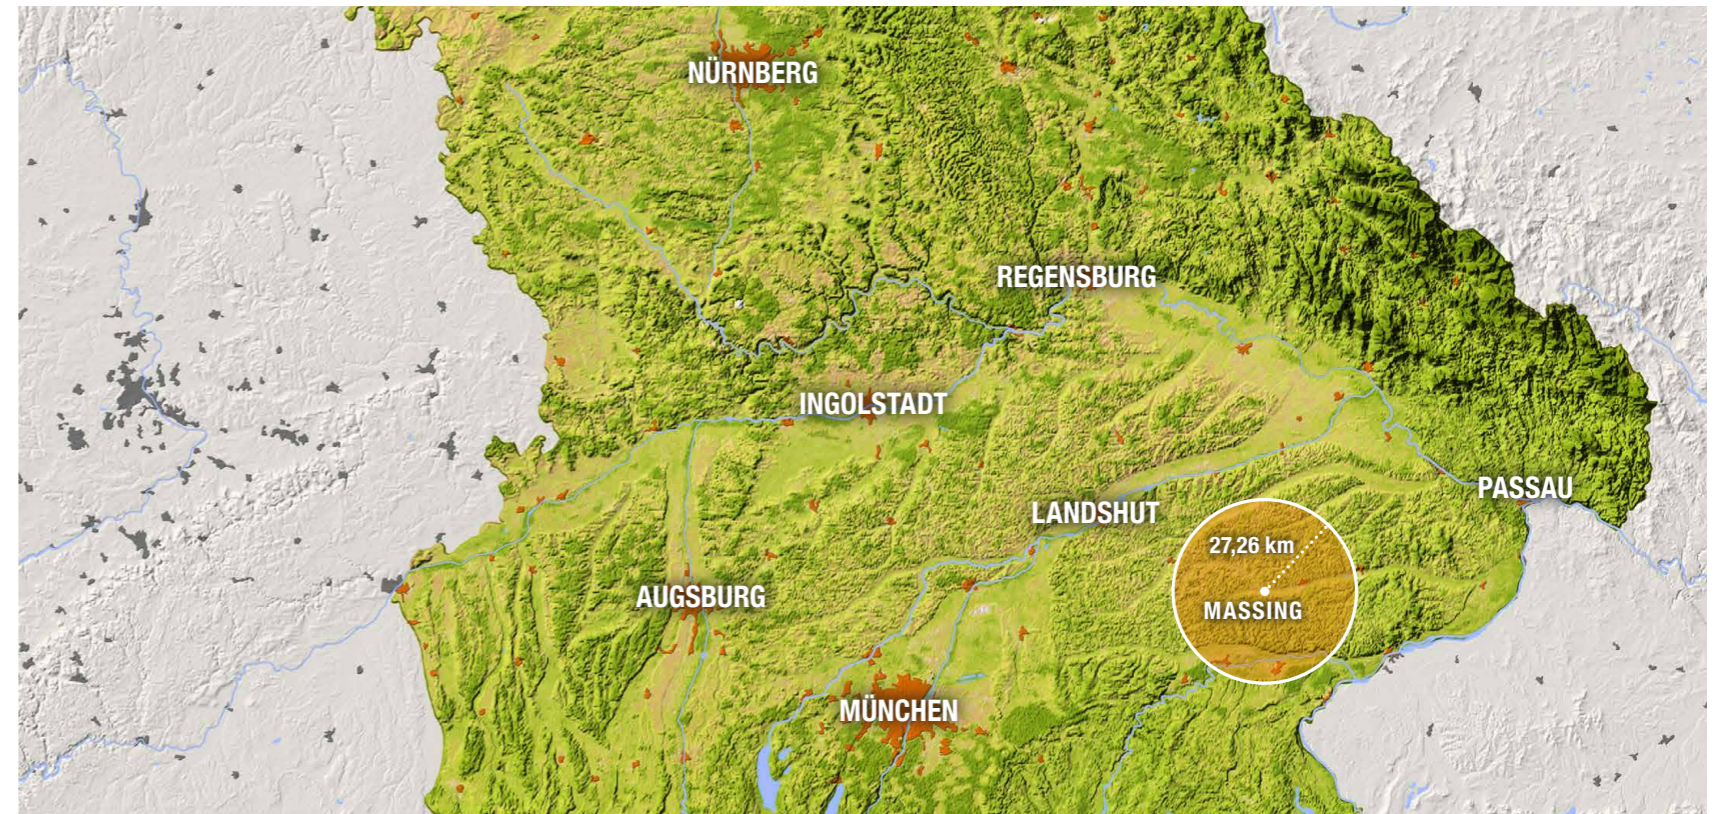 NÜRNBERG
REGENSBURG
INGOLSTADT
PASSAU
LANDSHUT
27,26 km
AUGSBURG
MASSING
MÜNCHEN